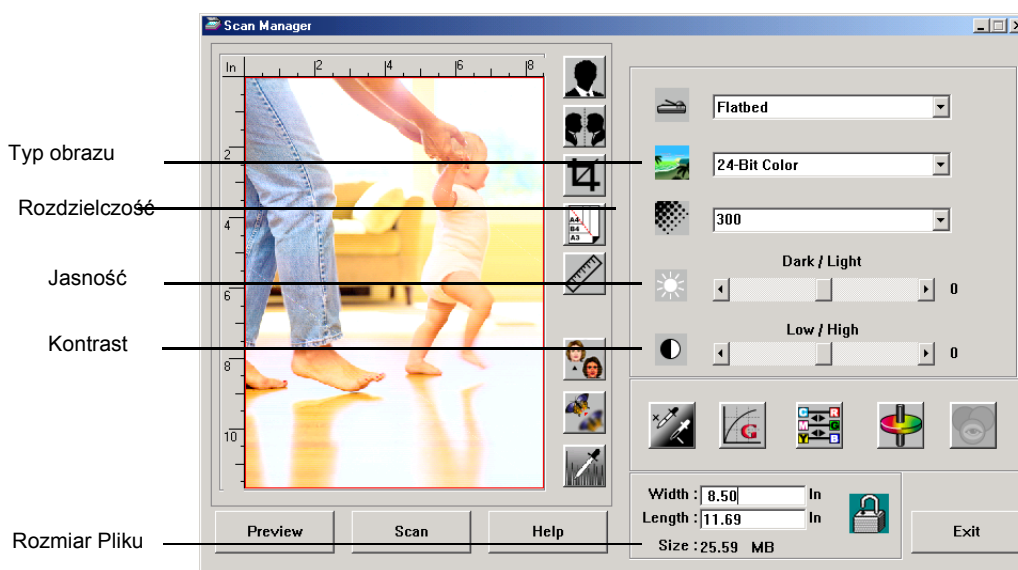 Scan Manager
In 2 4 6 8
2
4
6
8
10
Typ obrazu
Rozdzielczość
Jasność
Kontrast
Rozmiar Pliku
A4
B4
A3
Flatbed
24-Bit Color
300
Dark / Light
0
Low / High
0
G
C R
M G
Y B
Width : 8.50 In
Length : 11.69 In
Size : 25.59 MB
Preview Scan Help
Exit